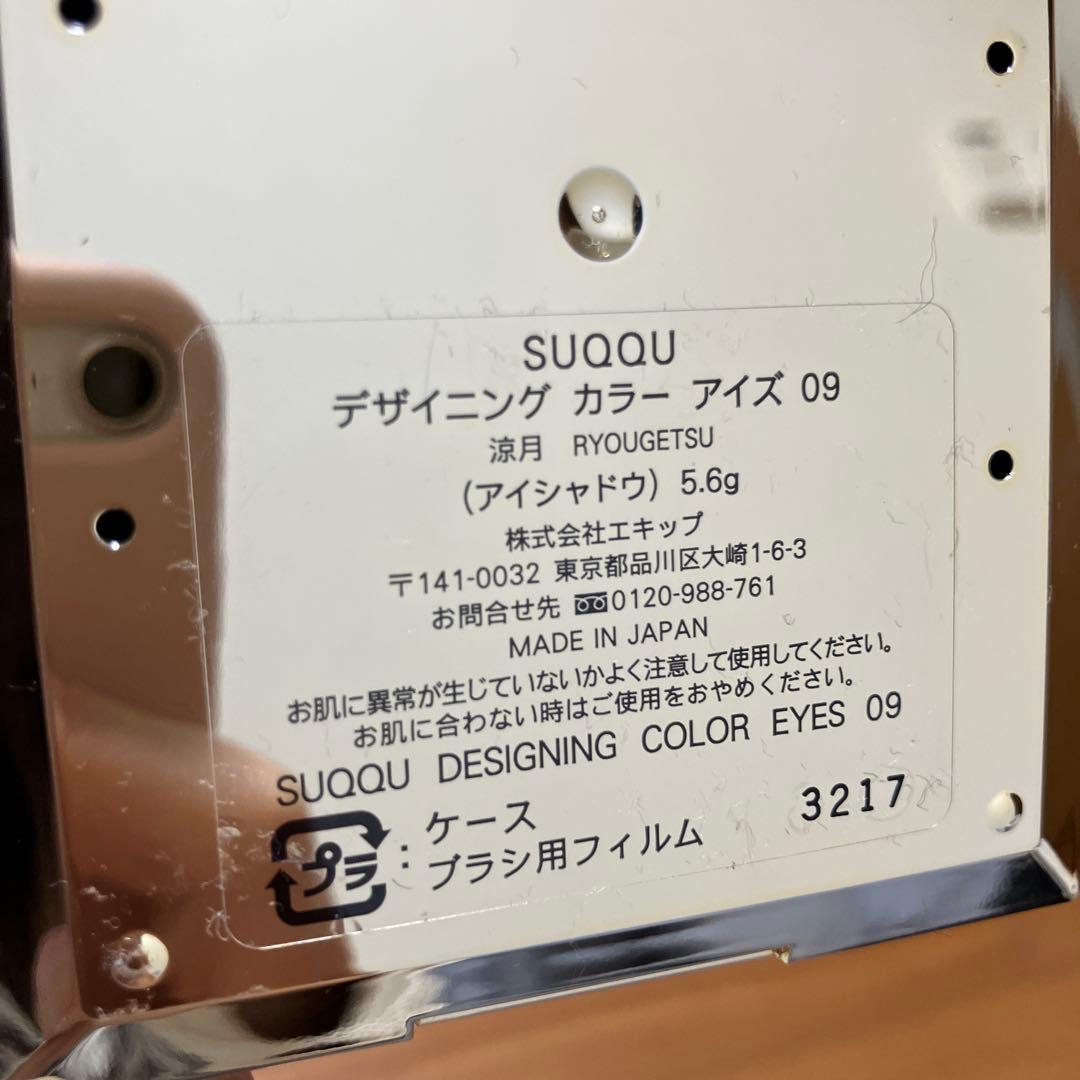 SUQQU
デザイニング カラー アイズ 09
涼月 RYOUGETSU
(アイシャドウ) 5.6g
株式会社エキップ
〒141-0032 東京都品川区大崎1-6-3
お問合せ先 0120-988-761
MADE IN JAPAN
お肌に異常が生じていないかよく注意して使用してください。
お肌に合わない時はご使用をおやめください。
SUQQU DESIGNING COLOR EYES 09
プラ : ケース
ブラシ用フィルム
3217